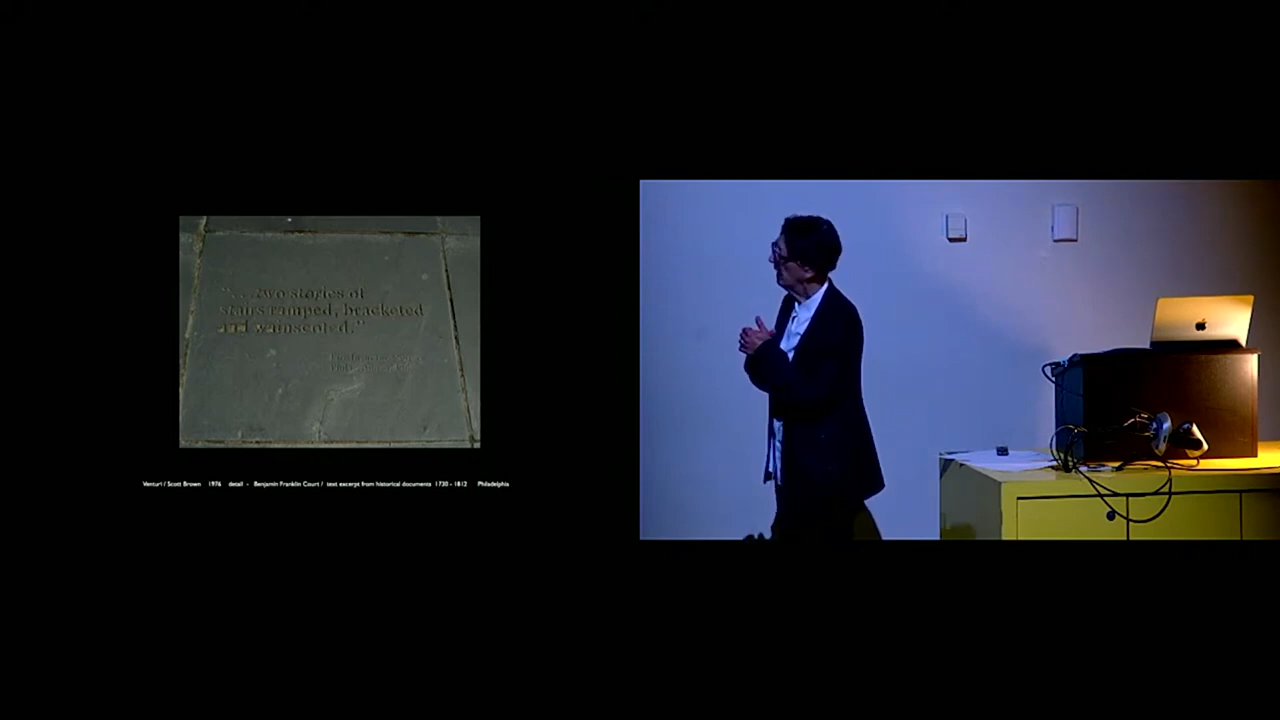 "...two stories of
stairs ramped, bracketed
and wainscoted."
Venturi / Scott Brown 1976 detail - Benjamin Franklin Court / text excerpt from historical documents 1730 - 1812 Philadelphia